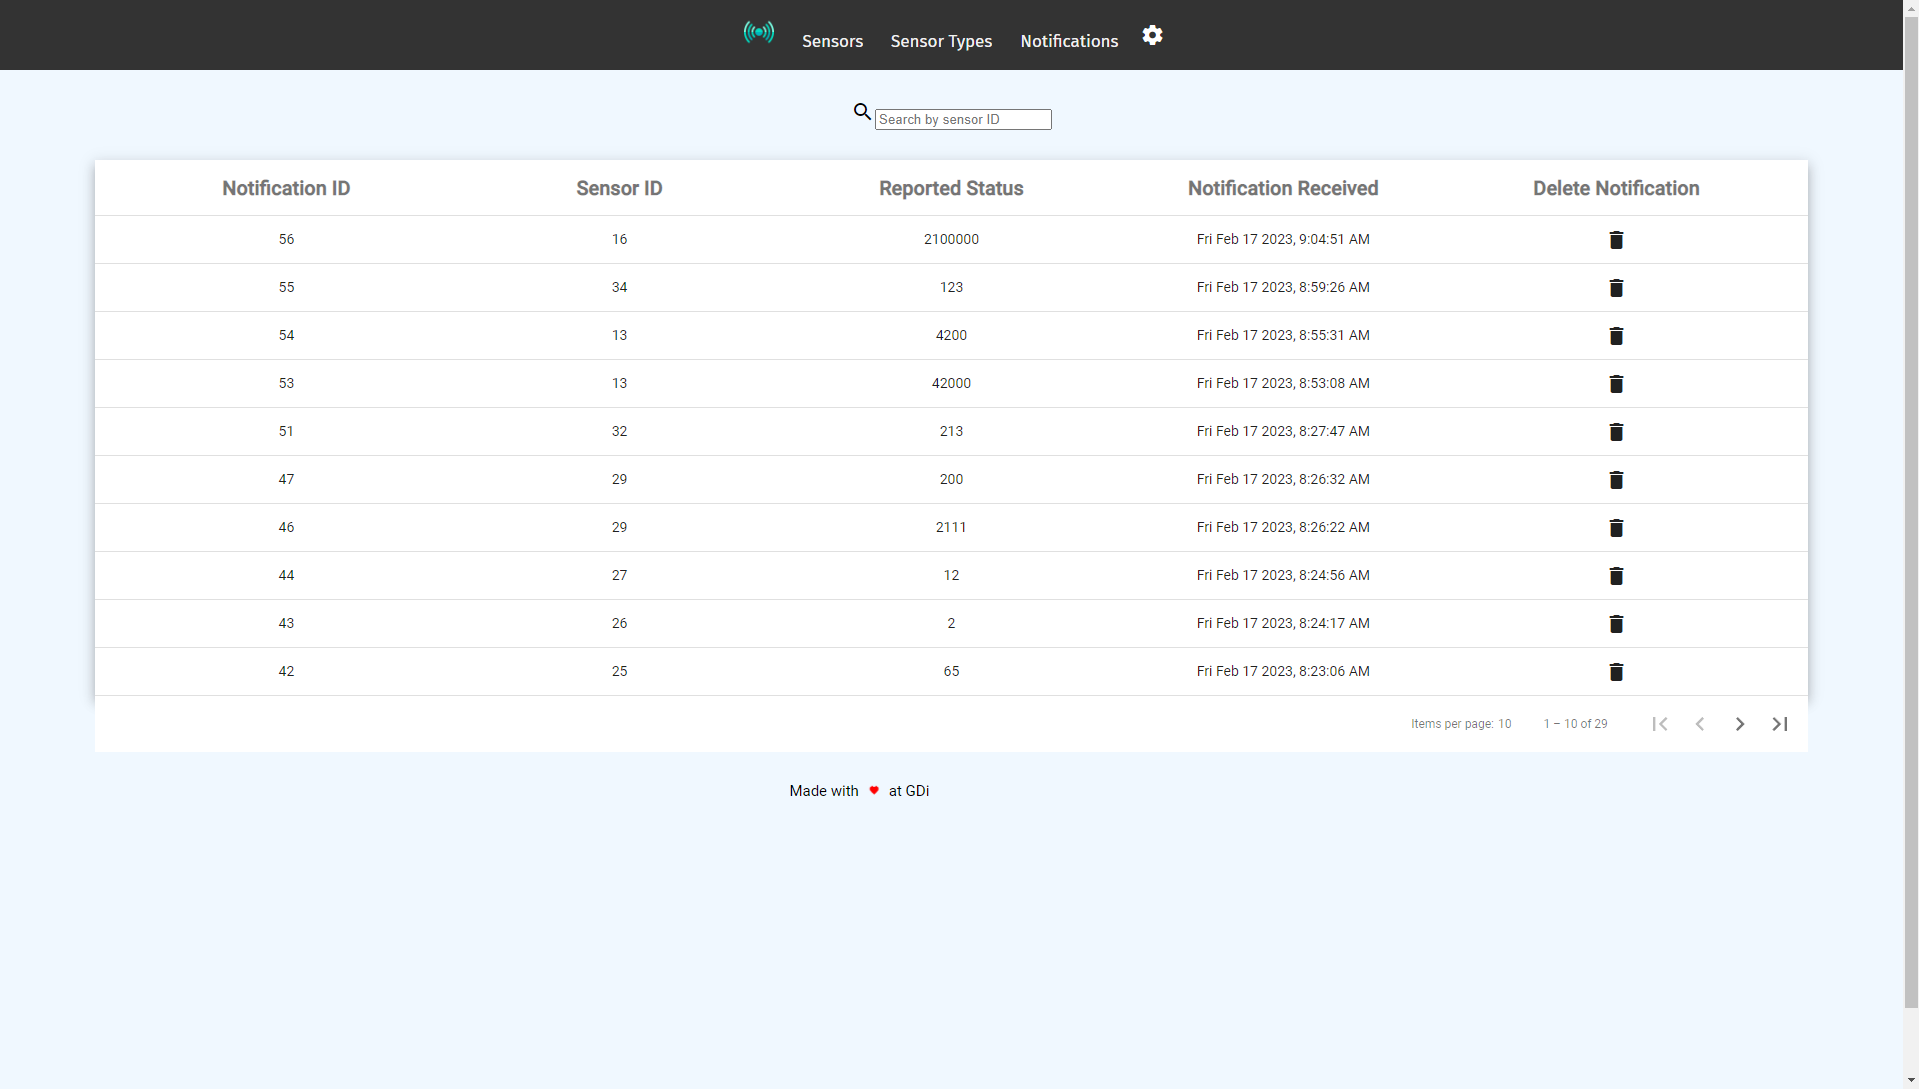 Sensors Sensor Types Notifications
Search by sensor ID
Notification ID Sensor ID Reported Status Notification Received Delete Notification
56 16 2100000 Fri Feb 17 2023, 9:04:51 AM
55 34 123 Fri Feb 17 2023, 8:59:26 AM
54 13 4200 Fri Feb 17 2023, 8:55:31 AM
53 13 42000 Fri Feb 17 2023, 8:53:08 AM
51 32 213 Fri Feb 17 2023, 8:27:47 AM
47 29 200 Fri Feb 17 2023, 8:26:32 AM
46 29 2111 Fri Feb 17 2023, 8:26:22 AM
44 27 12 Fri Feb 17 2023, 8:24:56 AM
43 26 2 Fri Feb 17 2023, 8:24:17 AM
42 25 65 Fri Feb 17 2023, 8:23:06 AM
Items per page: 10 1 – 10 of 29
Made with at GDi